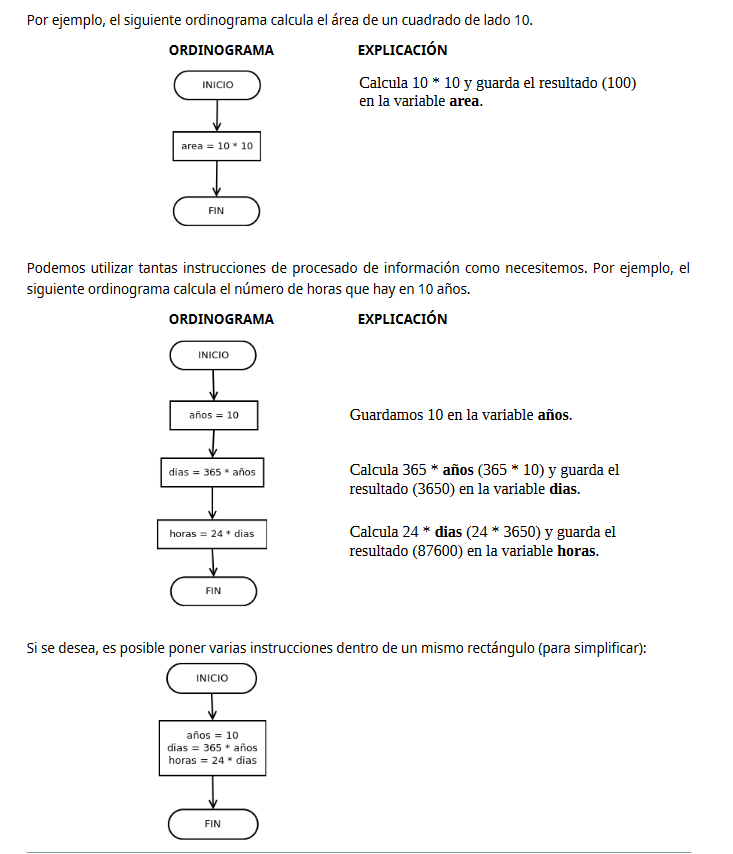 Por ejemplo, el siguiente ordinograma calcula el área de un cuadrado de lado 10.
ORDINOGRAMA
EXPLICACIÓN
INICIO
Calcula 10 * 10 y guarda el resultado (100)
en la variable area.
area = 10 * 10
FIN
Podemos utilizar tantas instrucciones de procesado de información como necesitemos. Por ejemplo, el
siguiente ordinograma calcula el número de horas que hay en 10 años.
ORDINOGRAMA
EXPLICACIÓN
INICIO
años = 10
Guardamos 10 en la variable años.
dias = 365 * años
Calcula 365 * años (365 * 10) y guarda el
resultado (3650) en la variable dias.
horas = 24 * dias
Calcula 24 * dias (24 * 3650) y guarda el
resultado (87600) en la variable horas.
FIN
Si se desea, es posible poner varias instrucciones dentro de un mismo rectángulo (para simplificar):
INICIO
años = 10
dias = 365 * años
horas = 24 * dias
FIN